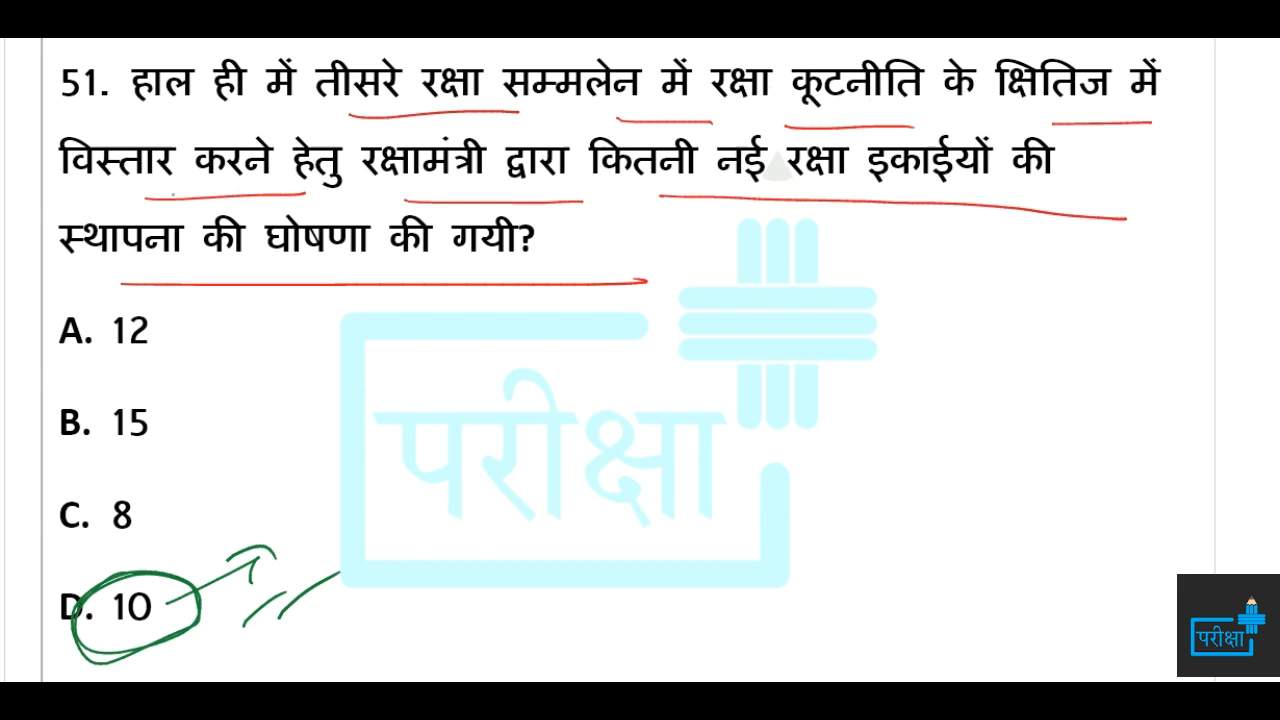 51. हाल ही में तीसरे रक्षा सम्मलेन में रक्षा कूटनीति के क्षितिज में
विस्तार करने हेतु रक्षामंत्री द्वारा कितनी नई रक्षा इकाईयों की
स्थापना की घोषणा की गयी?
A. 12
B. 15
C. 8
D. 10
परीक्षा
परीक्षा